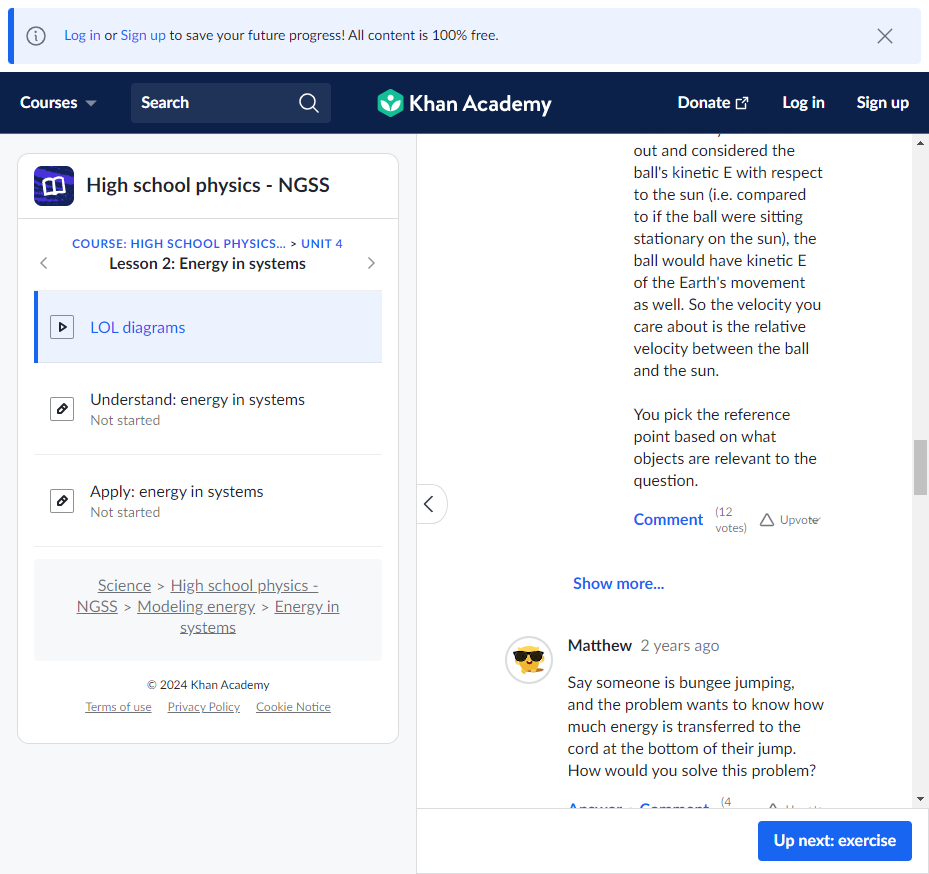 Log in or Sign up to save your future progress! All content is 100% free.
Courses
Search
Khan Academy
Donate
Log in
Sign up
High school physics - NGSS
COURSE: HIGH SCHOOL PHYSICS... > UNIT 4
Lesson 2: Energy in systems
LOL diagrams
Understand: energy in systems
Not started
Apply: energy in systems
Not started
Science > High school physics -
NGSS > Modeling energy > Energy in
systems
© 2024 Khan Academy
Terms of use Privacy Policy Cookie Notice
out and considered the
ball's kinetic E with respect
to the sun (i.e. compared
to if the ball were sitting
stationary on the sun), the
ball would have kinetic E
of the Earth's movement
as well. So the velocity you
care about is the relative
velocity between the ball
and the sun.
You pick the reference
point based on what
objects are relevant to the
question.
Comment (12 votes) Upvote
Show more...
Matthew 2 years ago
Say someone is bungee jumping,
and the problem wants to know how
much energy is transferred to the
cord at the bottom of their jump.
How would you solve this problem?
Answer Comment (4
Up next: exercise